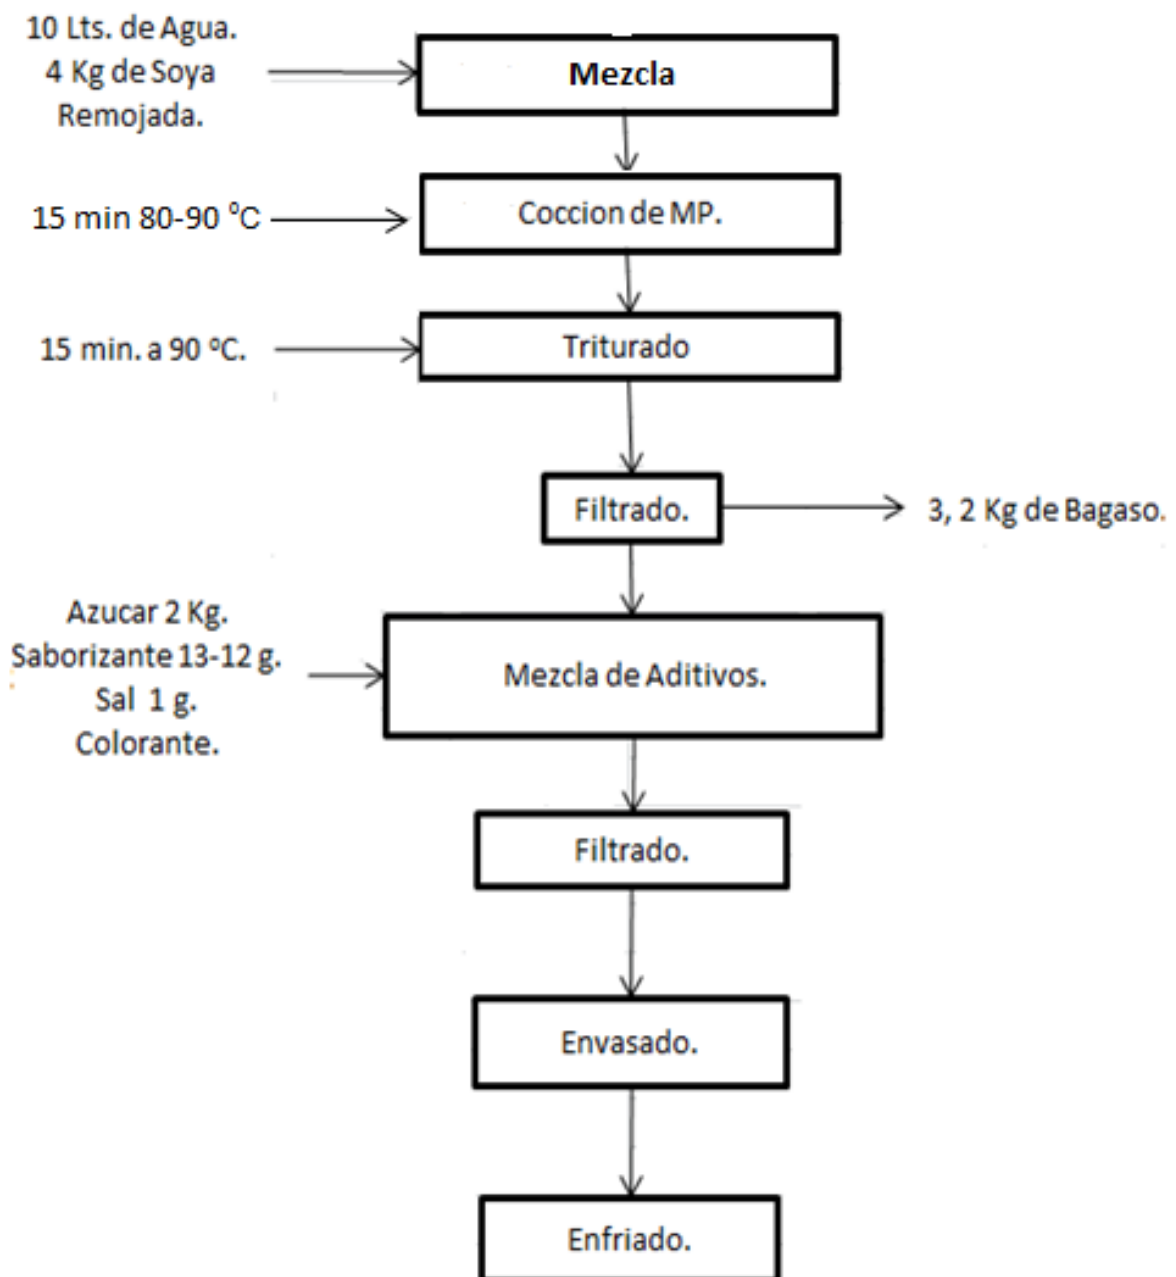 10 Lts. de Agua.
4 Kg de Soya
Remojada.
Mezcla
15 min 80-90 °C
Coccion de MP.
15 min. a 90 ºC.
Triturado
Filtrado.
3, 2 Kg de Bagaso.
Azucar 2 Kg.
Saborizante 13-12 g.
Sal 1 g.
Colorante.
Mezcla de Aditivos.
Filtrado.
Envasado.
Enfriado.